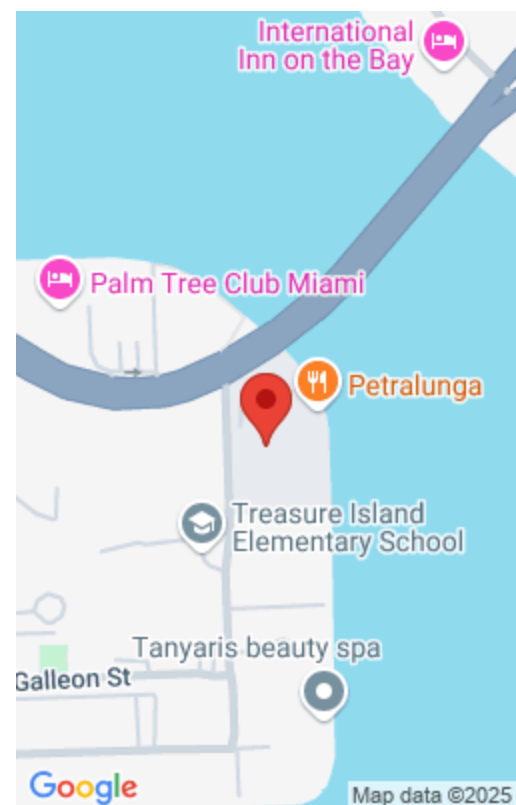 International
Inn on the Bay
Palm Tree Club Miami
Petralunga
Treasure Island
Elementary School
Tanyaris beauty spa
Galleon St
Google
Map data ©2025